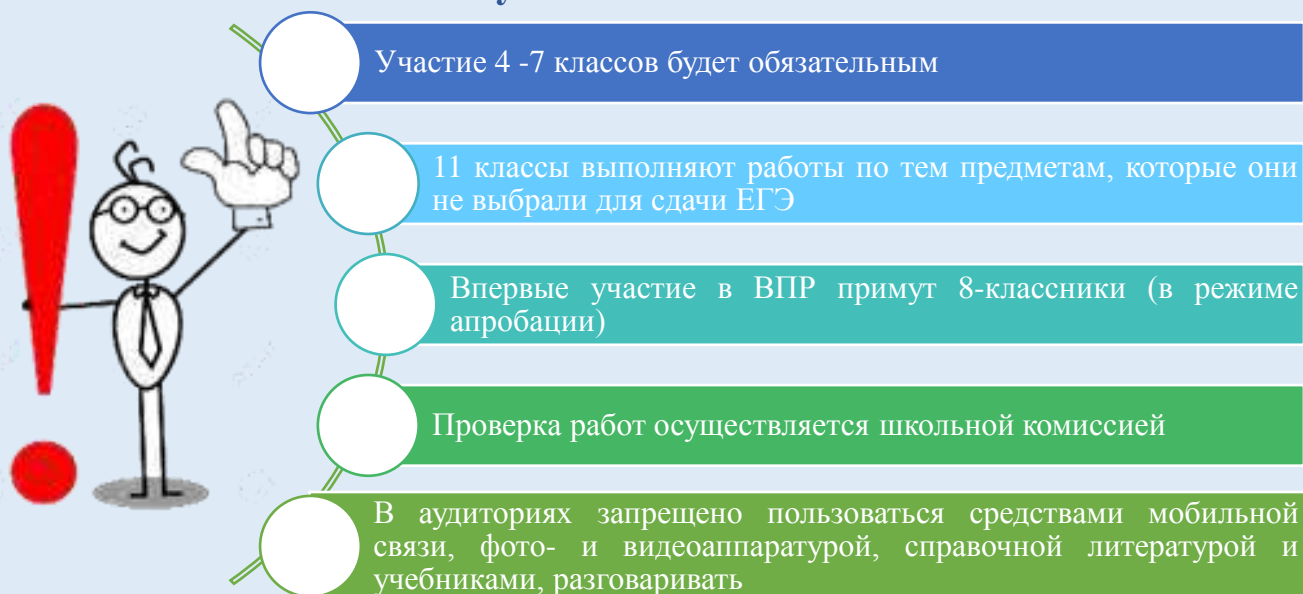 Участие 4 -7 классов будет обязательным
11 классы выполняют работы по тем предметам, которые они
не выбрали для сдачи ЕГЭ
Впервые участие в ВПР примут 8-классники (в режиме
апробации)
Проверка работ осуществляется школьной комиссией
В аудиториях запрещено пользоваться средствами мобильной
связи, фото- и видеоаппаратурой, справочной литературой и
учебниками, разговаривать